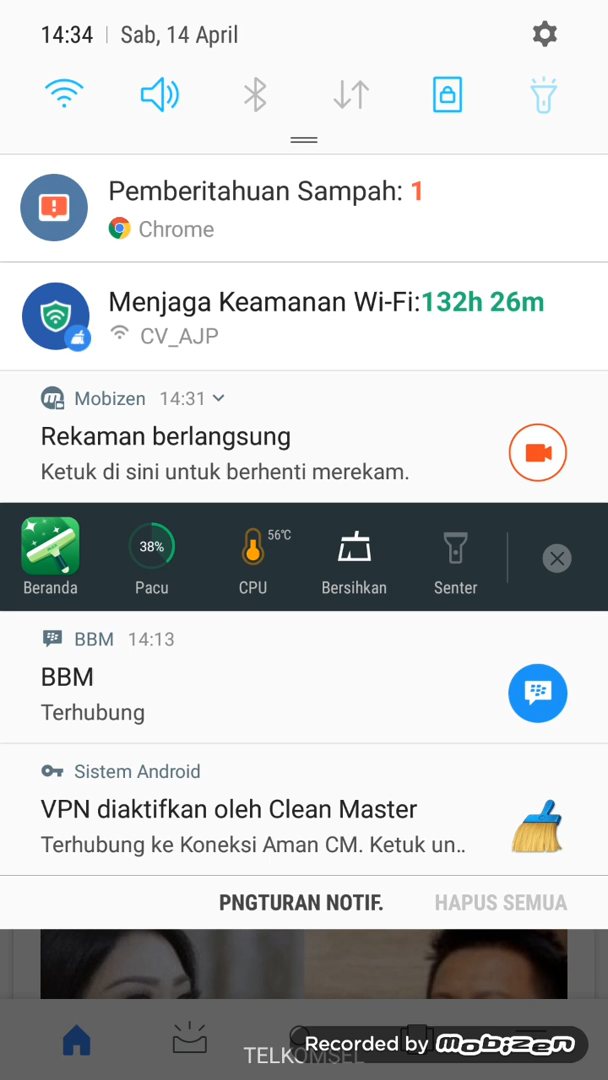 14:34 | Sab, 14 April
Pemberitahuan Sampah: 1
Chrome
Menjaga Keamanan Wi-Fi:132h 26m
CV_AJP
Mobizen 14:31
Rekaman berlangsung
Ketuk di sini untuk berhenti merekam.
38%
56°C
Beranda Pacu CPU Bersihkan Senter
BBM 14:13
BBM
Terhubung
Sistem Android
VPN diaktifkan oleh Clean Master
Terhubung ke Koneksi Aman CM. Ketuk un..
PNGTURAN NOTIF. HAPUS SEMUA
Recorded by mobizen
TELKOMSEL